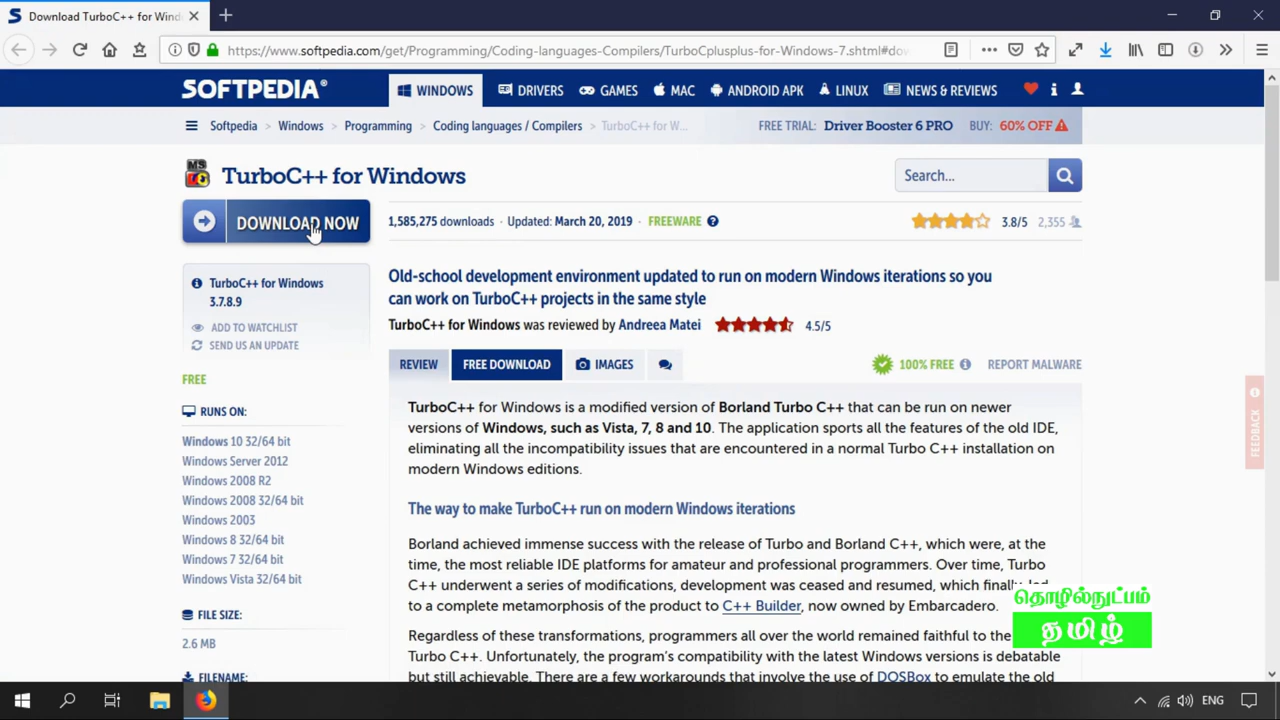 Download TurboC++ for Wind
https://www.softpedia.com/get/Programming/Coding-languages-Compilers/TurboCplusplus-for-Windows-7.shtml#do
SOFTPEDIA®
WINDOWS DRIVERS GAMES MAC ANDROID APK LINUX NEWS & REVIEWS
Softpedia > Windows > Programming > Coding languages / Compilers > TurboC++ for W... FREE TRIAL: Driver Booster 6 PRO BUY: 60% OFF
MS
TurboC++ for Windows
Search...
DOWNLOAD NOW
1,585,275 downloads - Updated: March 20, 2019 FREEWARE ?
3.8/5 2,355
TurboC++ for Windows
3.7.8.9
ADD TO WATCHLIST
SEND US AN UPDATE
FREE
RUNS ON:
Windows 10 32/64 bit
Windows Server 2012
Windows 2008 R2
Windows 2008 32/64 bit
Windows 2003
Windows 8 32/64 bit
Windows 7 32/64 bit
Windows Vista 32/64 bit
FILE SIZE:
2.6 MB
FILENAME:
Old-school development environment updated to run on modern Windows iterations so you
can work on TurboC++ projects in the same style
TurboC++ for Windows was reviewed by Andreea Matei 4.5/5
REVIEW FREE DOWNLOAD IMAGES 100% FREE REPORT MALWARE
TurboC++ for Windows is a modified version of Borland Turbo C++ that can be run on newer
versions of Windows, such as Vista, 7, 8 and 10. The application sports all the features of the old IDE,
eliminating all the incompatibility issues that are encountered in a normal Turbo C++ installation on
modern Windows editions.
The way to make TurboC++ run on modern Windows iterations
Borland achieved immense success with the release of Turbo and Borland C++, which were, at the
time, the most reliable IDE platforms for amateur and professional programmers. Over time, Turbo
C++ underwent a series of modifications, development was ceased and resumed, which finally led
to a complete metamorphosis of the product to C++ Builder, now owned by Embarcadero.
Regardless of these transformations, programmers all over the world remained faithful to the
Turbo C++. Unfortunately, the program's compatibility with the latest Windows versions is debatable
but still achievable. There are a few workarounds that involve the use of DOSBox to emulate the old
FEEDBACK
தொழில்நுட்பம்
தமிழ்
ENG